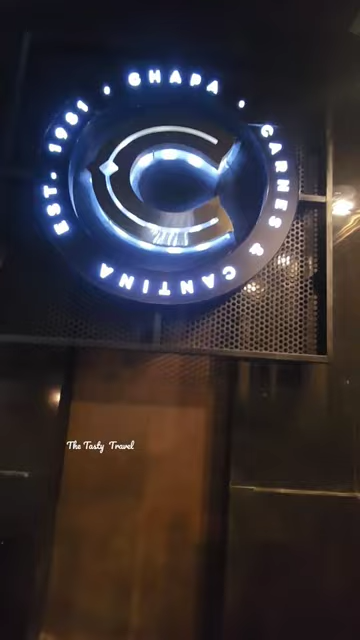 EST. 1981 • CHAPA • CARNES & CANTINA
The Tasty Travel